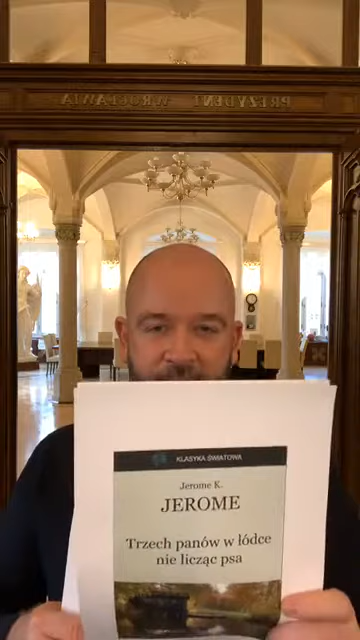 PREZYDENT WROCŁAWIA
KLASYKA ŚWIATOWA
Jerome K.
JEROME
Trzech panów w łódce
nie licząc psa